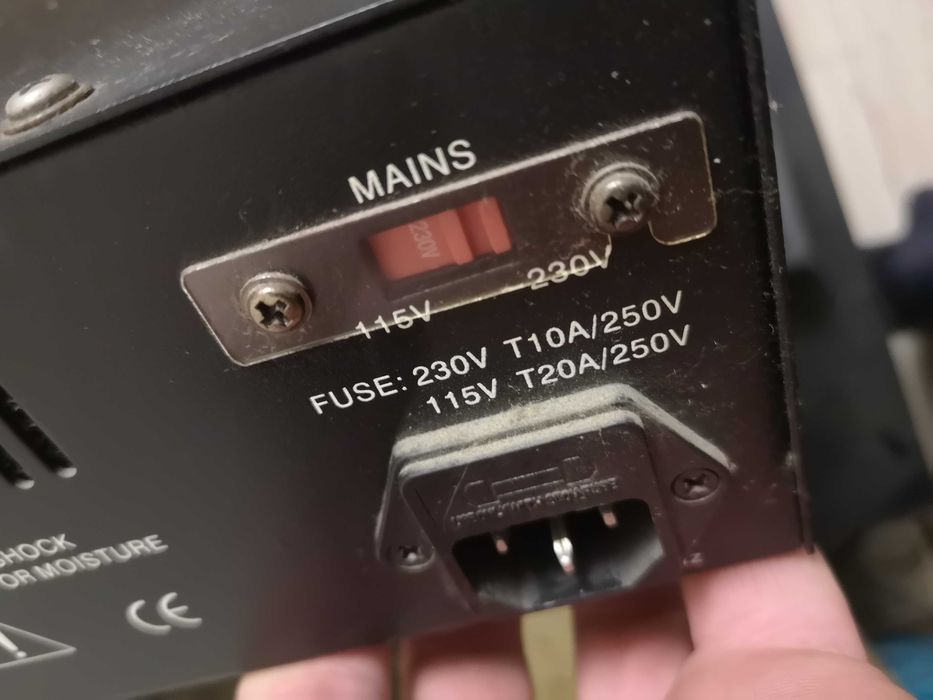 MAINS
230V
115V
230V
FUSE: 230V T10A/250V
115V T20A/250V
SHOCK
OR MOISTURE
CE
!